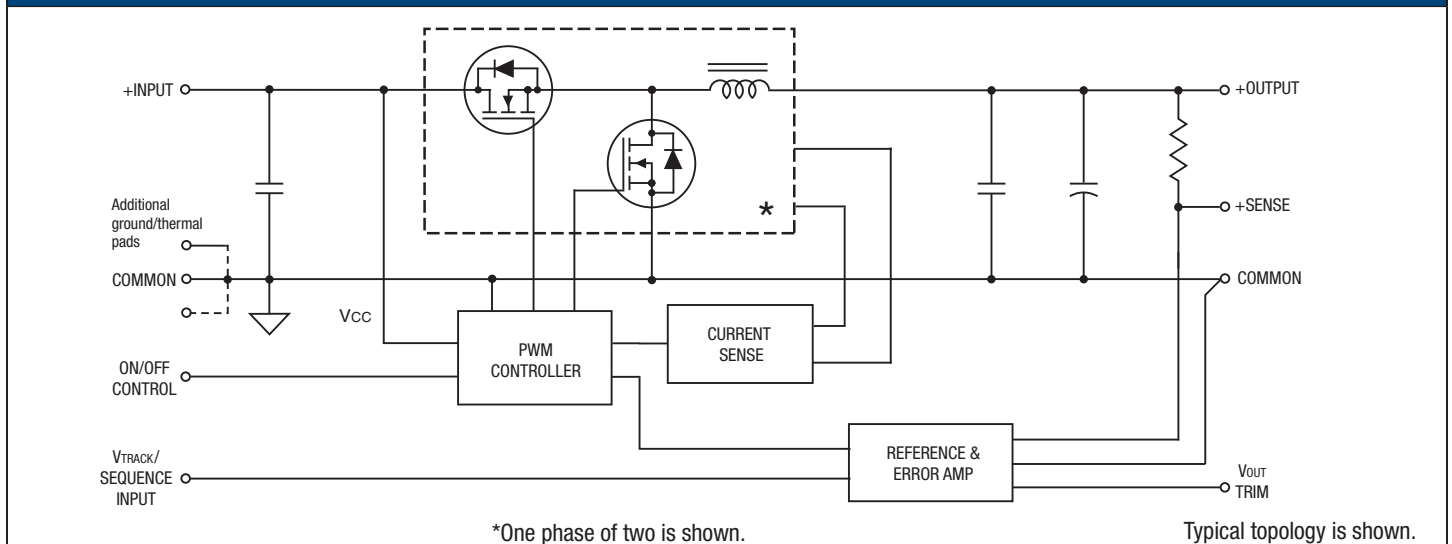 +INPUT
+OUTPUT
*
Additional
ground/thermal
pads
+SENSE
COMMON
COMMON
VCC
PWM
CONTROLLER
CURRENT
SENSE
ON/OFF
CONTROL
VTRACK/
SEQUENCE
INPUT
REFERENCE &
ERROR AMP
VOUT
TRIM
*One phase of two is shown.
Typical topology is shown.